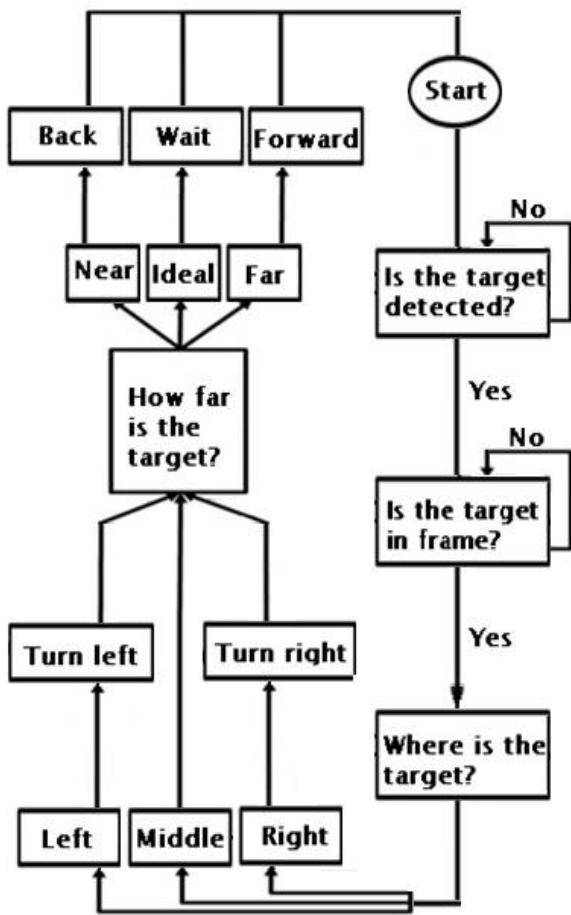 Start
Back
Wait
Forward
No
Near
Ideal
Far
Is the target
detected?
Yes
How far
is the
target?
No
Is the target
in frame?
Turn left
Turn right
Yes
Where is the
target?
Left
Middle
Right